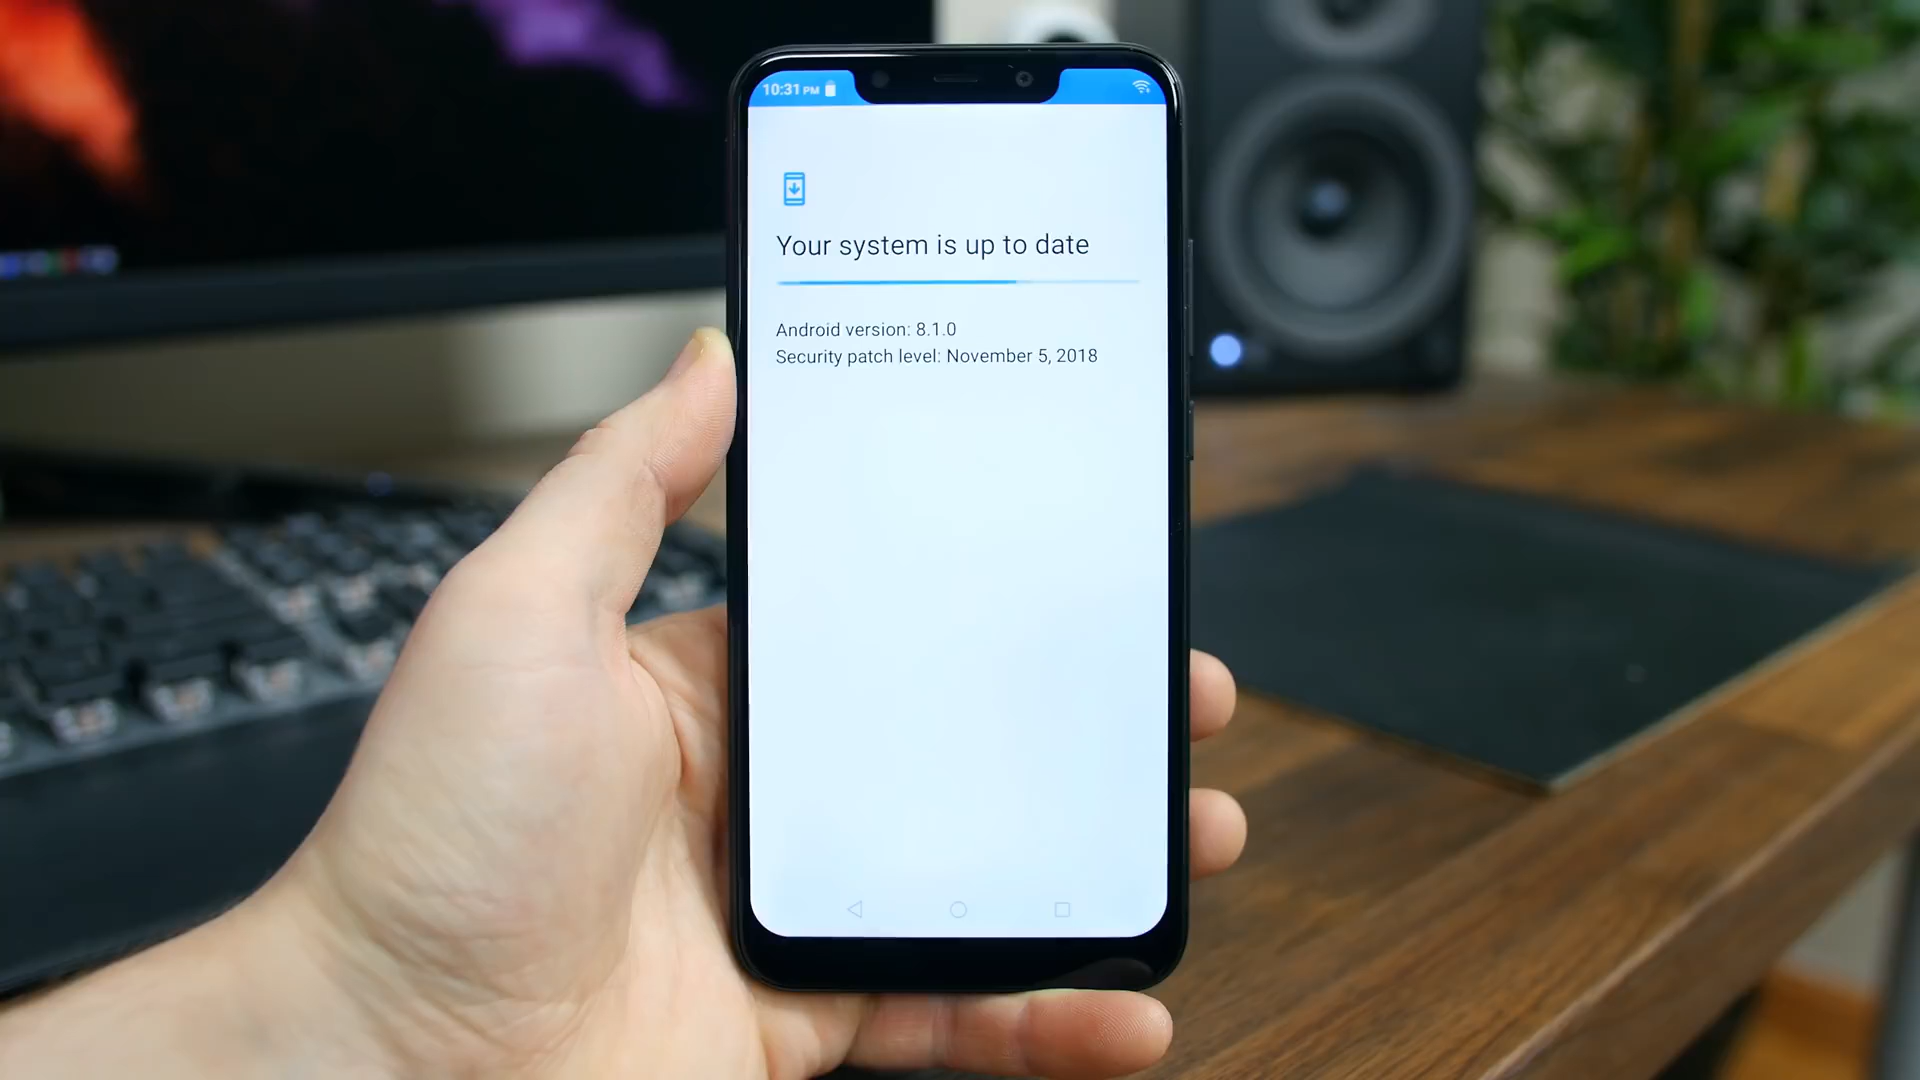 10:31 PM
Your system is up to date
Android version: 8.1.0
Security patch level: November 5, 2018